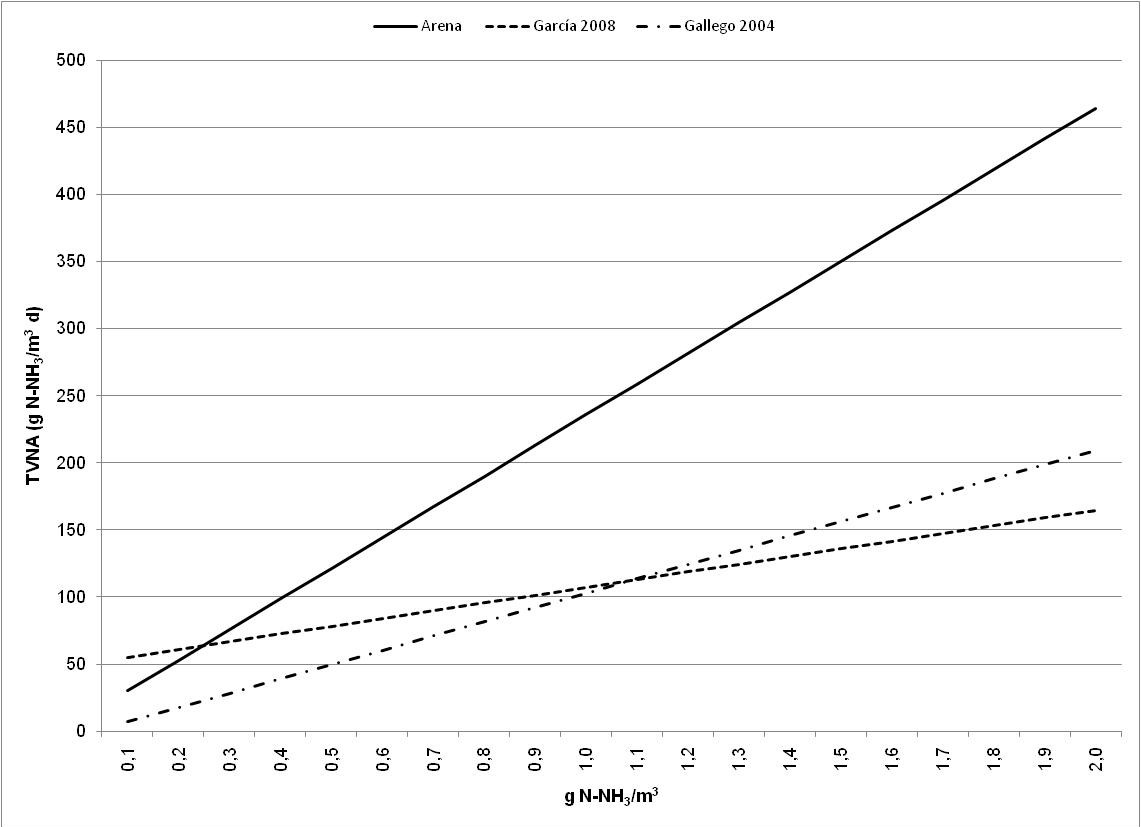 Arena García 2008 Gallego 2004
500
450
400
350
300
250
200
150
100
50
0
TVNA (g N-NH₃/m³ d)
0,1 0,2 0,3 0,4 0,5 0,6 0,7 0,8 0,9 1,0 1,1 1,2 1,3 1,4 1,5 1,6 1,7 1,8 1,9 2,0
g N-NH₃/m³